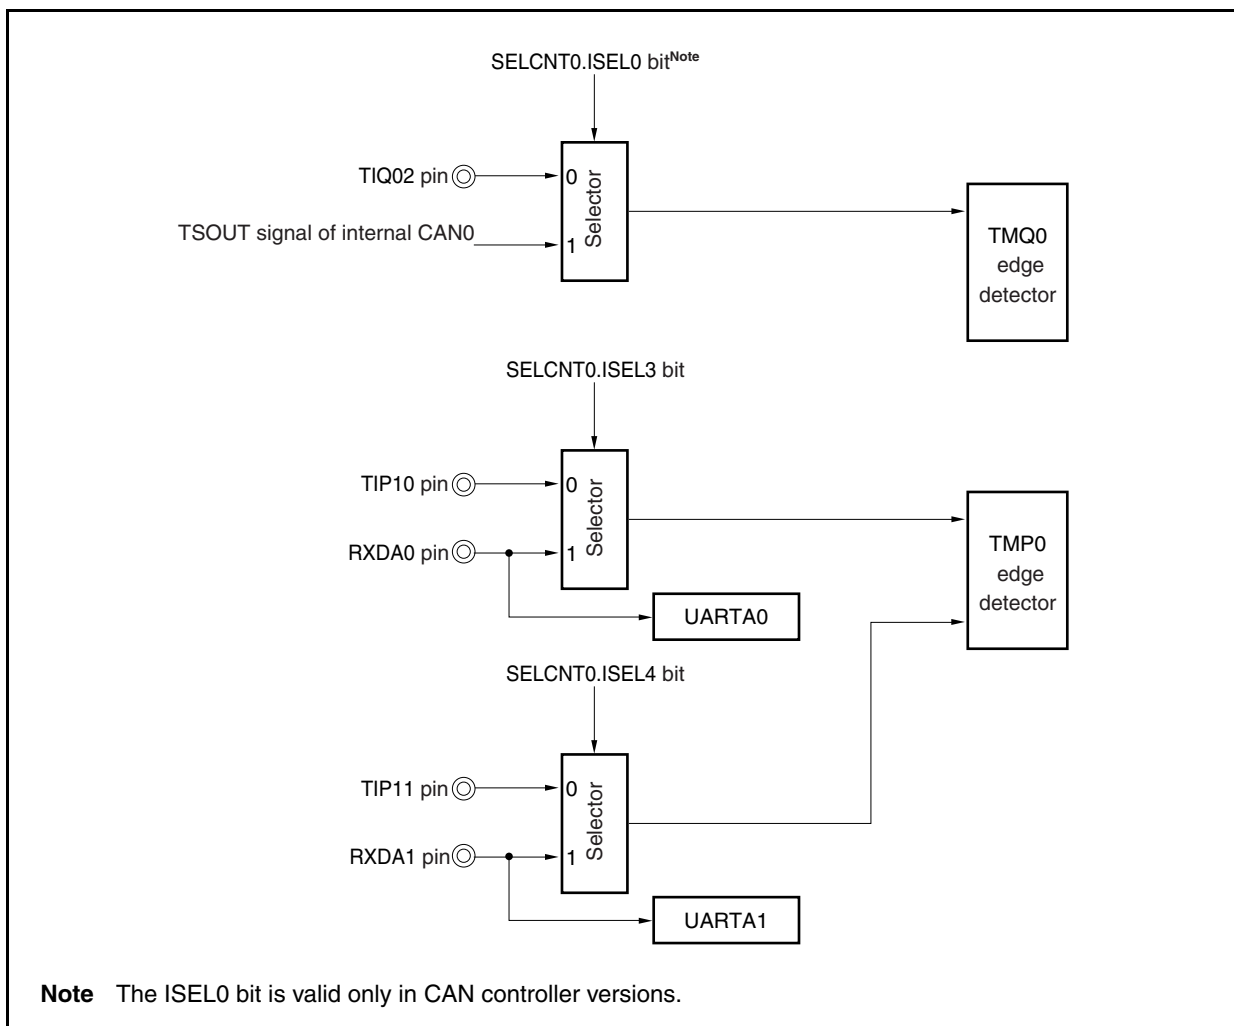 SELCNT0.ISEL0 bitNote
TIQ02 pin
0
Selector
TSOUT signal of internal CAN0
1
TMQ0
edge
detector
SELCNT0.ISEL3 bit
TIP10 pin
0
Selector
RXDA0 pin
1
TMP0
edge
detector
UARTA0
SELCNT0.ISEL4 bit
TIP11 pin
0
Selector
RXDA1 pin
1
UARTA1
Note The ISEL0 bit is valid only in CAN controller versions.